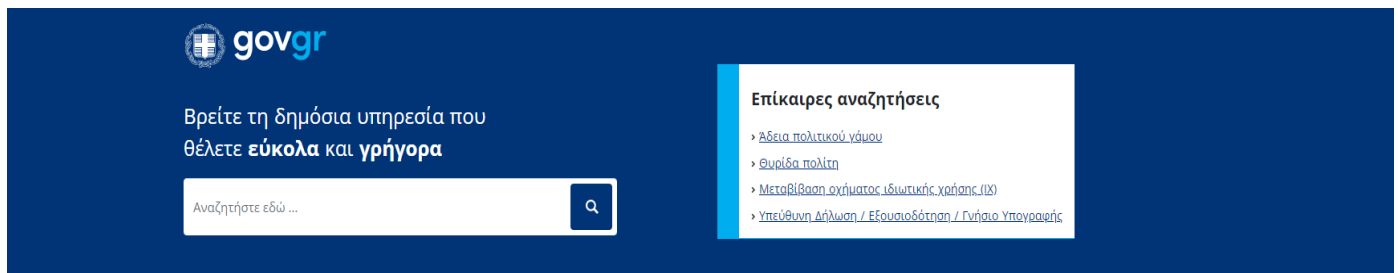 govgr
Βρείτε τη δημόσια υπηρεσία που
θέλετε εύκολα και γρήγορα
Αναζητήστε εδώ ...
Επίκαιρες αναζητήσεις
› Άδεια πολιτικού γάμου
› Θυρίδα πολίτη
› Μεταβίβαση οχήματος ιδιωτικής χρήσης (ΙΧ)
› Υπεύθυνη Δήλωση / Εξουσιοδότηση / Γνήσιο Υπογραφής